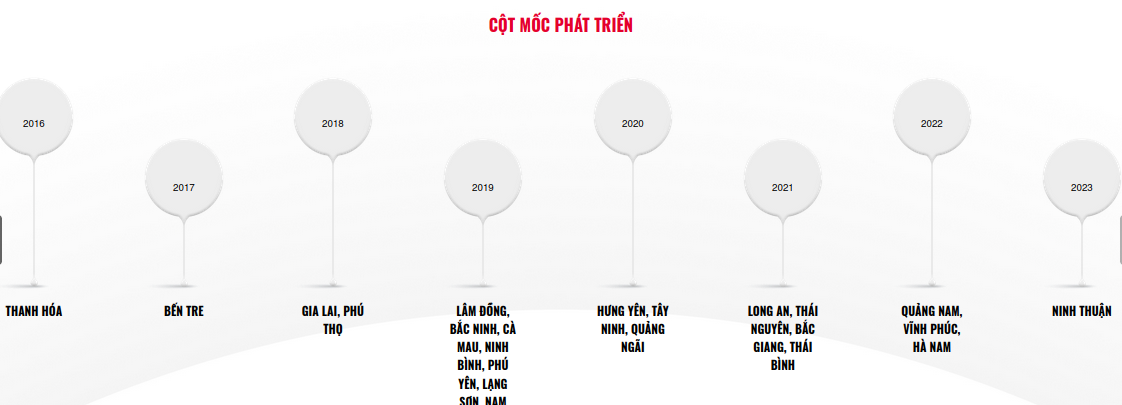 CỘT MỐC PHÁT TRIỂN
2016
2018
2020
2022
2017
2019
2021
2023
THANH HÓA
BẾN TRE
GIA LAI, PHÚ
THỌ
LÂM ĐỒNG,
BẮC NINH, CÀ
MAU, NINH
BÌNH, PHÚ
YÊN, LẠNG
SƠN, NAM
HƯNG YÊN, TÂY
NINH, QUẢNG
NGÃI
LONG AN, THÁI
NGUYÊN, BẮC
GIANG, THÁI
BÌNH
QUẢNG NAM,
VĨNH PHÚC,
HÀ NAM
NINH THUẬN